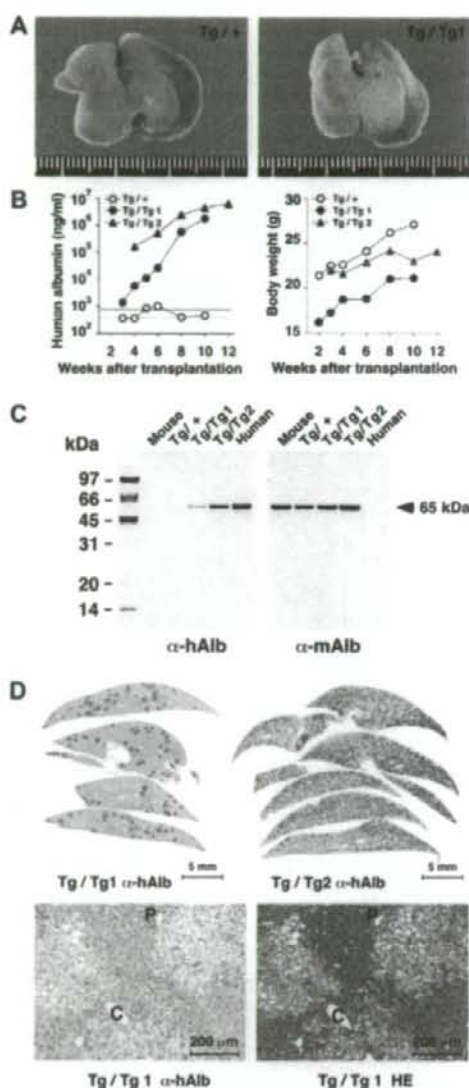 A
Tg / +
Tg / Tg1
B
Human albumin (ng/ml)
10⁷
10⁶
10⁵
10⁴
10³
10²
Tg / +
Tg / Tg 1
Tg / Tg 2
0 2 4 6 8 10 12
Weeks after transplantation
Body weight (g)
25
20
15
Tg / +
Tg / Tg 1
Tg / Tg 2
2 4 6 8 10 12
Weeks after transplantation
C
kDa
97
66
45
31
20
14
Mouse
Tg/ +
Tg/Tg1
Tg/Tg2
Human
Mouse
Tg/ +
Tg/Tg1
Tg/Tg2
Human
65 kDa
α-hAlb
α-mAlb
D
5 mm
5 mm
Tg / Tg1 α-hAlb
Tg / Tg2 α-hAlb
P
C
200 μm
P
C
200 μm
Tg / Tg 1 α-hAlb
Tg / Tg 1 HE